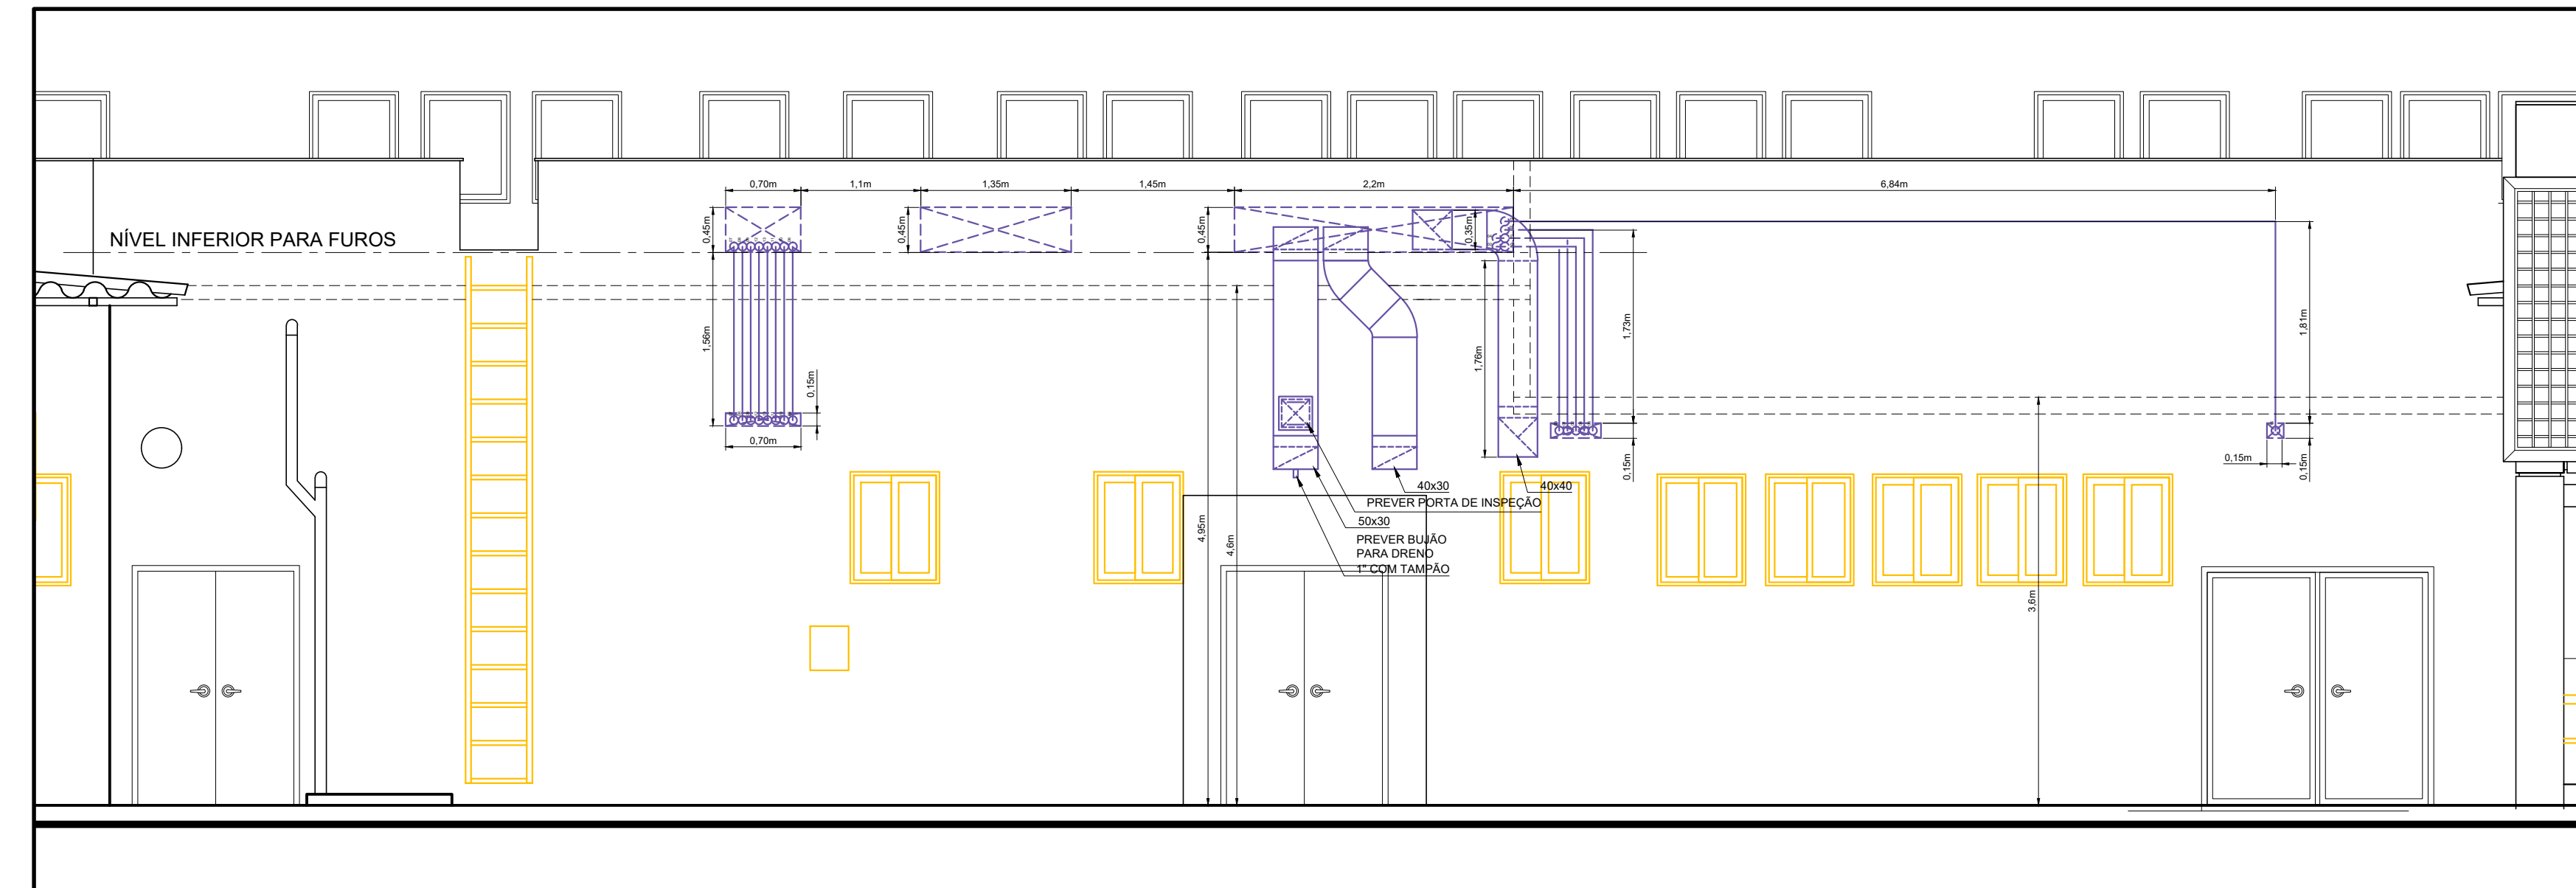 0,70m
1,1m
1,35m
1,45m
2,2m
6,84m
0,45m
0,45m
0,45m
0,35m
NÍVEL INFERIOR PARA FUROS
1,56m
0,15m
0,70m
1,76m
1,73m
1,81m
0,15m
0,15m
0,15m
40x30
40x40
PREVER PORTA DE INSPEÇÃO
50x30
PREVER BUJÃO
PARA DRENO
1" COM TAMPÃO
4,95m
4,6m
3,6m